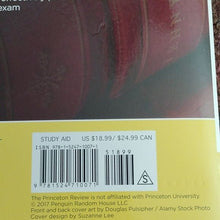 exam
STUDY AID
US $18.99/ $24.99 CAN
ISBN 978-1-5247-1007-1
51899
9 781524 710071
The Princeton Review is not affiliated with Princeton University.
© 2017 Penguin Random House LLC
Front and back cover art by Douglas Pulsipher / Alamy Stock Photo
Cover design by Suzanne Lee